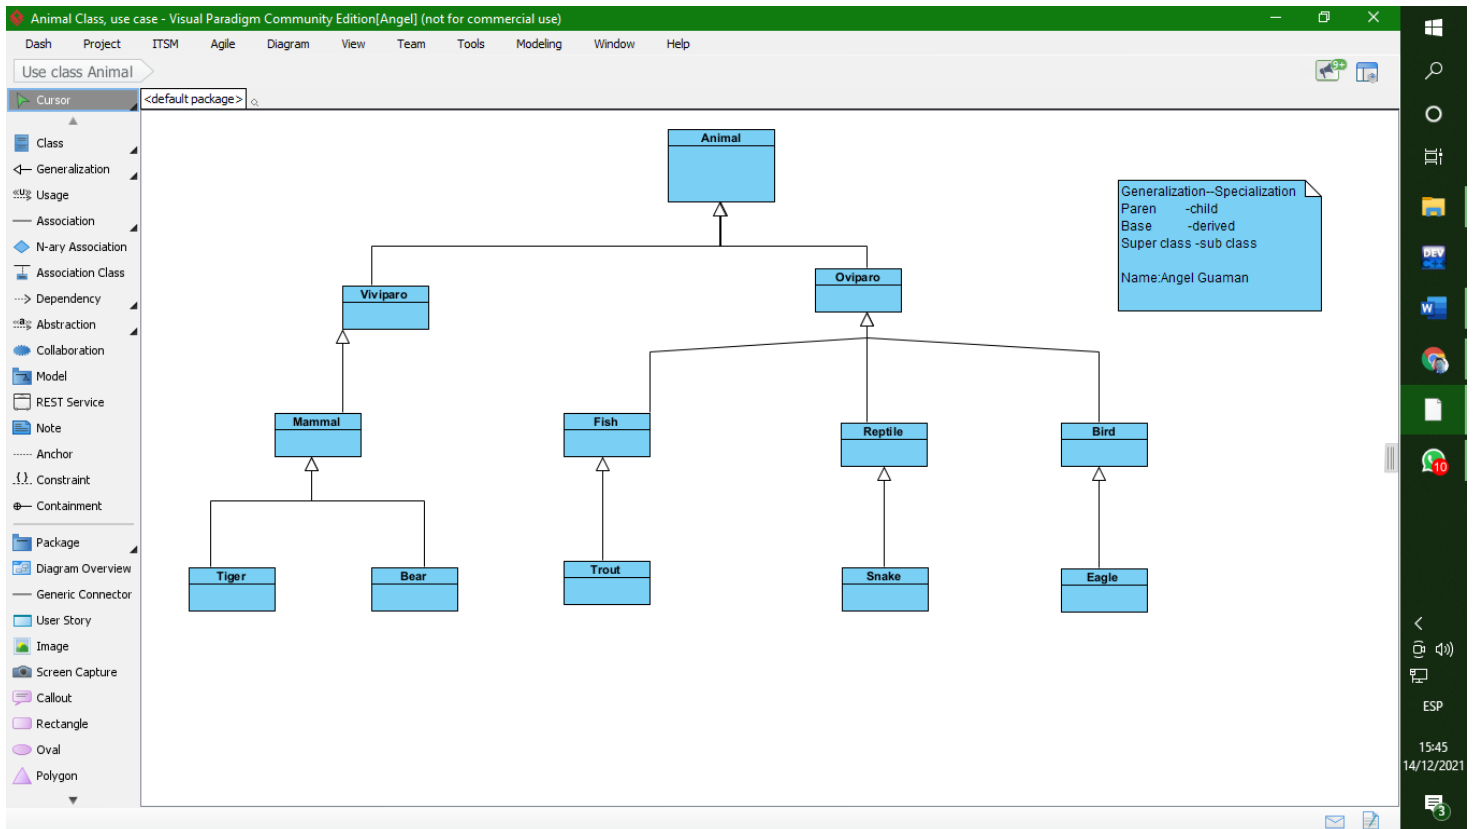 Animal Class, use case - Visual Paradigm Community Edition[Angel] (not for commercial use)
Dash Project ITSM Agile Diagram View Team Tools Modeling Window Help
Use class Animal
9+
Cursor
<default package>
Class
Generalization
«U» Usage
Association
N-ary Association
Association Class
Dependency
«a» Abstraction
Collaboration
Model
REST Service
Note
Anchor
{} Constraint
Containment
Package
Diagram Overview
Generic Connector
User Story
Image
Screen Capture
Callout
Rectangle
Oval
Polygon
Animal
Generalization--Specialization
Paren -child
Base -derived
Super class -sub class
Name:Angel Guaman
Viviparo
Oviparo
Mammal
Fish
Reptile
Bird
Tiger
Bear
Trout
Snake
Eagle
DEV
W
10
ESP
15:45
14/12/2021
3